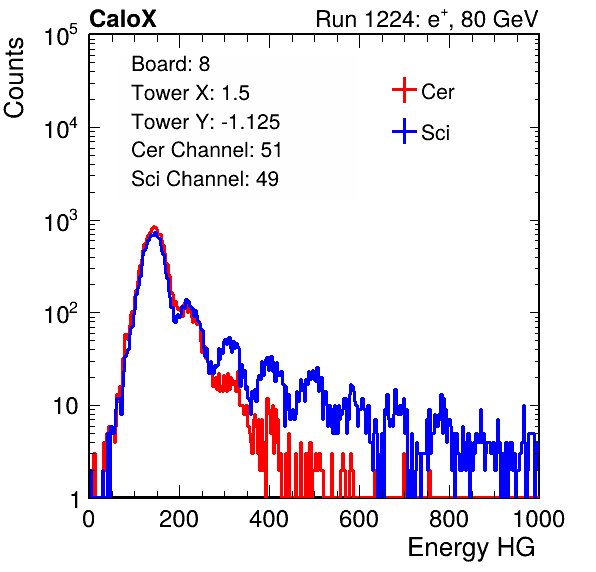 CaloX Run 1224: e⁺, 80 GeV
Counts
Board: 8
Tower X: 1.5
Tower Y: -1.125
Cer Channel: 51
Sci Channel: 49
Cer
Sci
10⁵
10⁴
10³
10²
10
1
0 200 400 600 800 1000
Energy HG